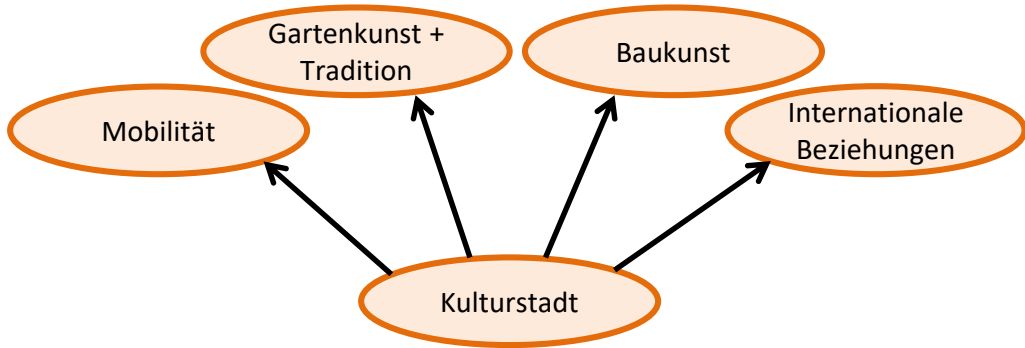 Gartenkunst +
Tradition
Baukunst
Mobilität
Internationale
Beziehungen
Kulturstadt